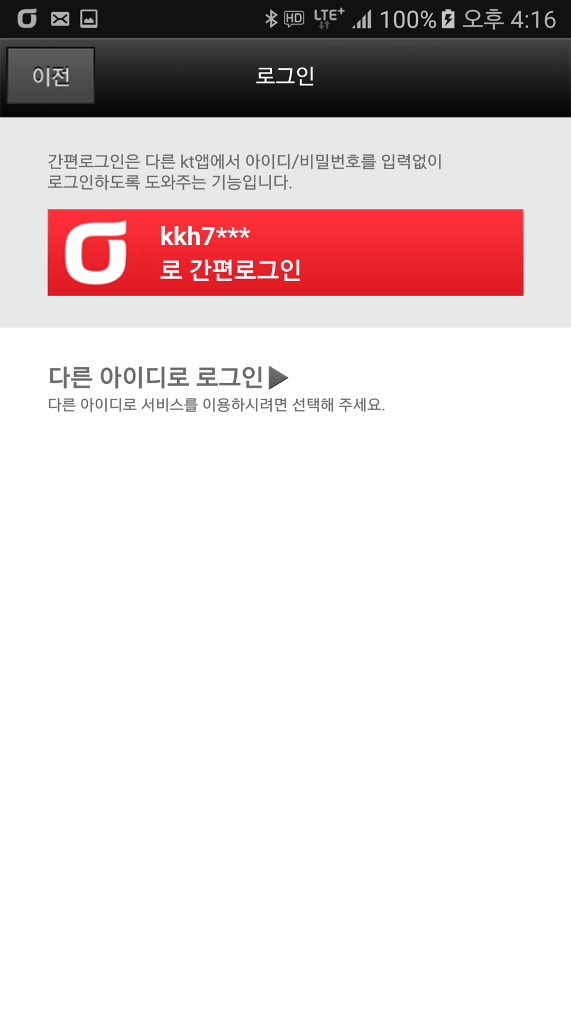 HD LTE+ 100% 오후 4:16
이전
로그인
간편로그인은 다른 kt앱에서 아이디/비밀번호를 입력없이
로그인하도록 도와주는 기능입니다.
kkh7***
로 간편로그인
다른 아이디로 로그인▶
다른 아이디로 서비스를 이용하시려면 선택해 주세요.